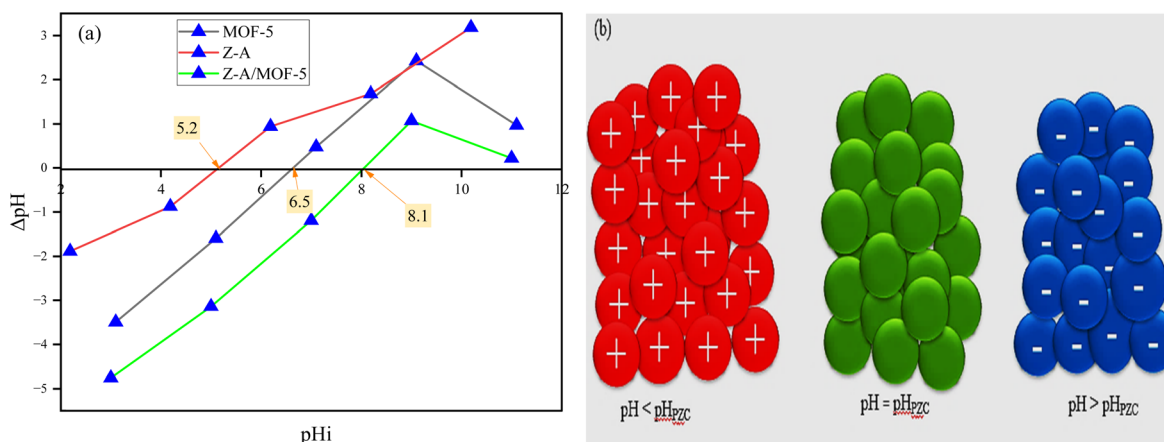 (a)
MOF-5
Z-A
Z-A/MOF-5
3
2
1
0
−1
−2
−3
−4
−5
ΔpH
5.2
6.5
8.1
2
4
6
8
10
12
pHi
(b)
+ + + + + + + + + + + + + + + + + + + + + + +
- - - - - - - - - - - - - - - - -
pH < pHPZC
pH = pHPZC
pH > pHPZC